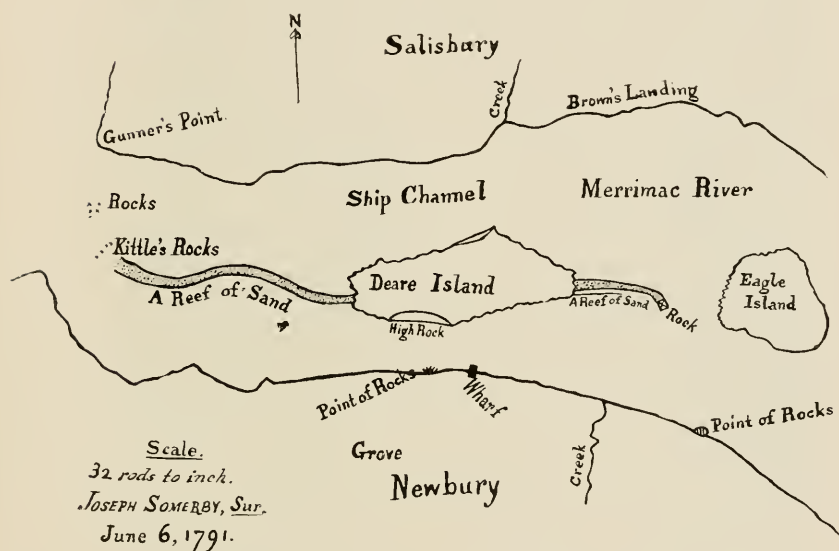 N
Salisbury
Creek
Brown's Landing
Gunner's Point.
Rocks
Ship Channel
Merrimac River
Kittle's Rocks
A Reef of Sand
Deare Island
High Rock
A Reef of Sand
Rock
Eagle
Island
Point of Rocks
Wharf
Point of Rocks
Creek
Grove
Newbury
Scale.
32 rods to inch.
JOSEPH SOMERBY, Sur.
June 6, 1791.